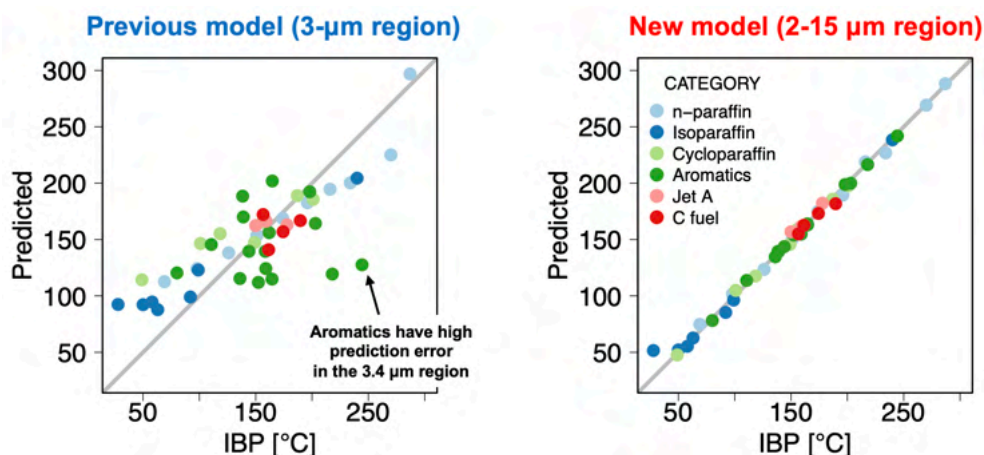 Previous model (3-μm region)
300
250
200
150
100
50
Predicted
50
150
250
IBP [°C]
Aromatics have high
prediction error
in the 3.4 μm region
New model (2-15 μm region)
300
250
200
150
100
50
Predicted
CATEGORY
n-paraffin
Isoparaffin
Cycloparaffin
Aromatics
Jet A
C fuel
50
150
250
IBP [°C]